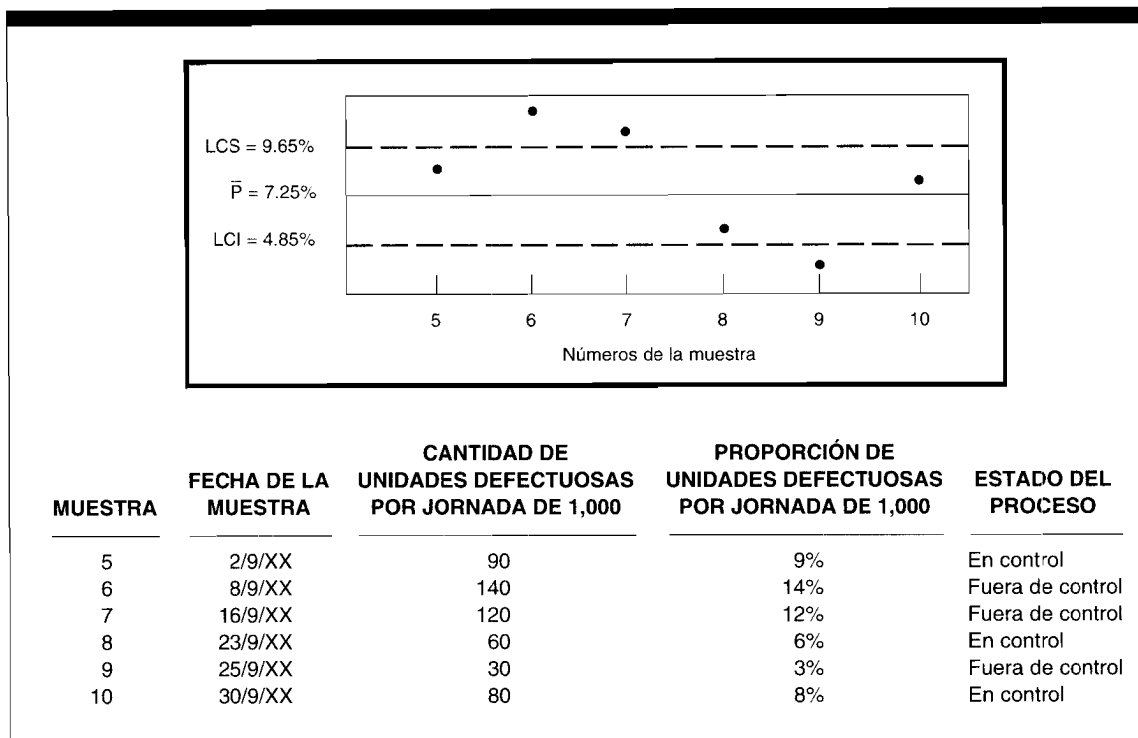 LCS = 9.65%
P̅ = 7.25%
LCI = 4.85%
5 6 7 8 9 10
Números de la muestra
MUESTRA FECHA DE LA MUESTRA CANTIDAD DE UNIDADES DEFECTUOSAS POR JORNADA DE 1,000 PROPORCIÓN DE UNIDADES DEFECTUOSAS POR JORNADA DE 1,000 ESTADO DEL PROCESO
5 2/9/XX 90 9% En control
6 8/9/XX 140 14% Fuera de control
7 16/9/XX 120 12% Fuera de control
8 23/9/XX 60 6% En control
9 25/9/XX 30 3% Fuera de control
10 30/9/XX 80 8% En control